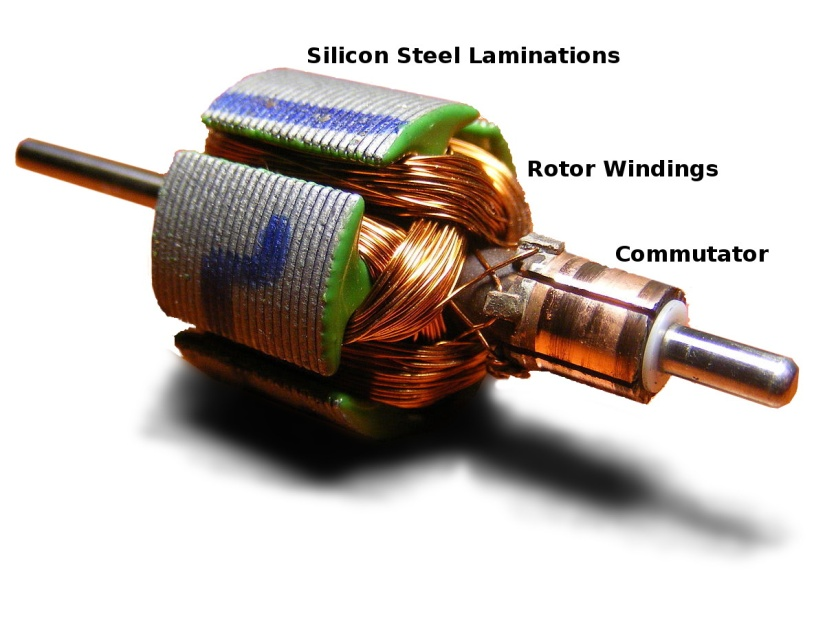 Silicon Steel Laminations
Rotor Windings
Commutator